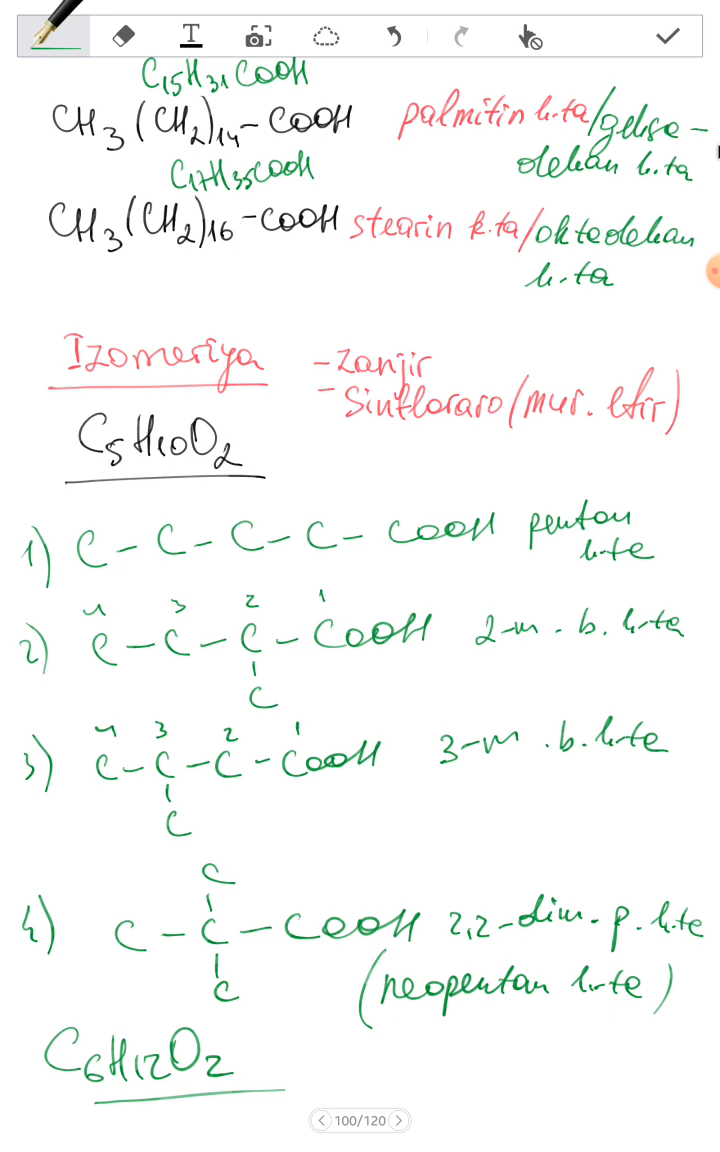 T
C15H31COOH
CH3(CH2)14-COOH palmitin k-ta/geksa-
dekan k-ta
C17H35COOH
CH3(CH2)16-COOH stearin k-ta/oktadekan
k-ta
Izomeriya - Zanjir
- Sinflararo (mur. efir)
C5H10O2
1) C - C - C - C - COOH pentan
k-ta
4 3 2 1
2) C - C - C - COOH 2-m. b. k-ta
C
4 3 2 1
3) C - C - C - COOH 3-m. b. k-ta
C
C
4) C - C - COOH 2,2-dim. p. k-ta
C (neopentan k-ta)
C6H12O2
100/120